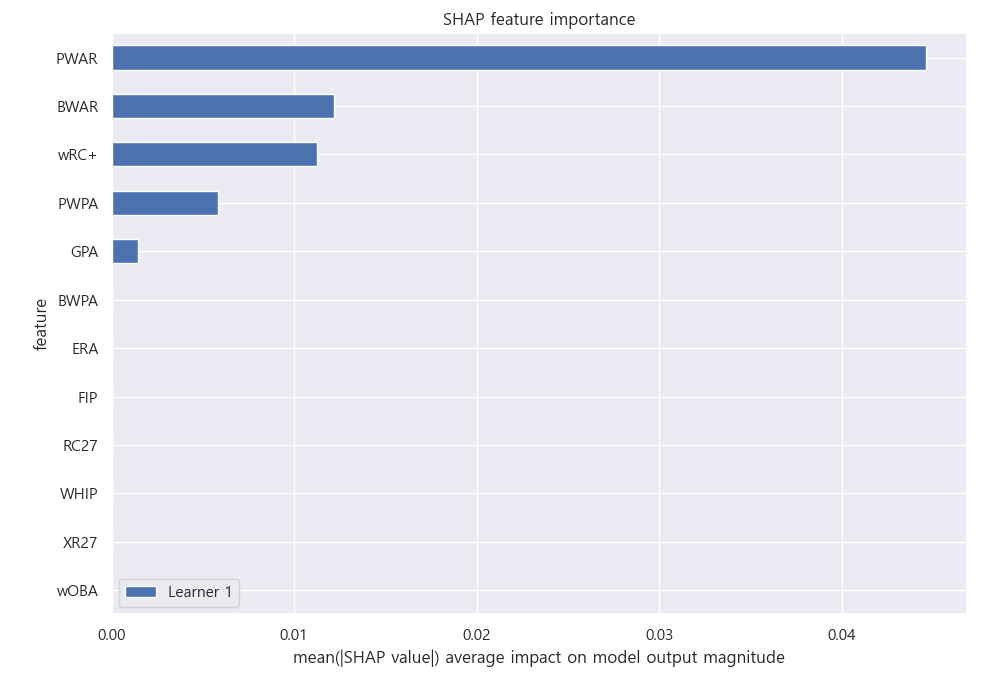 SHAP feature importance
PWAR
BWAR
wRC+
PWPA
GPA
BWPA
ERA
FIP
RC27
WHIP
XR27
wOBA
feature
Learner 1
0.00 0.01 0.02 0.03 0.04
mean(|SHAP value|) average impact on model output magnitude